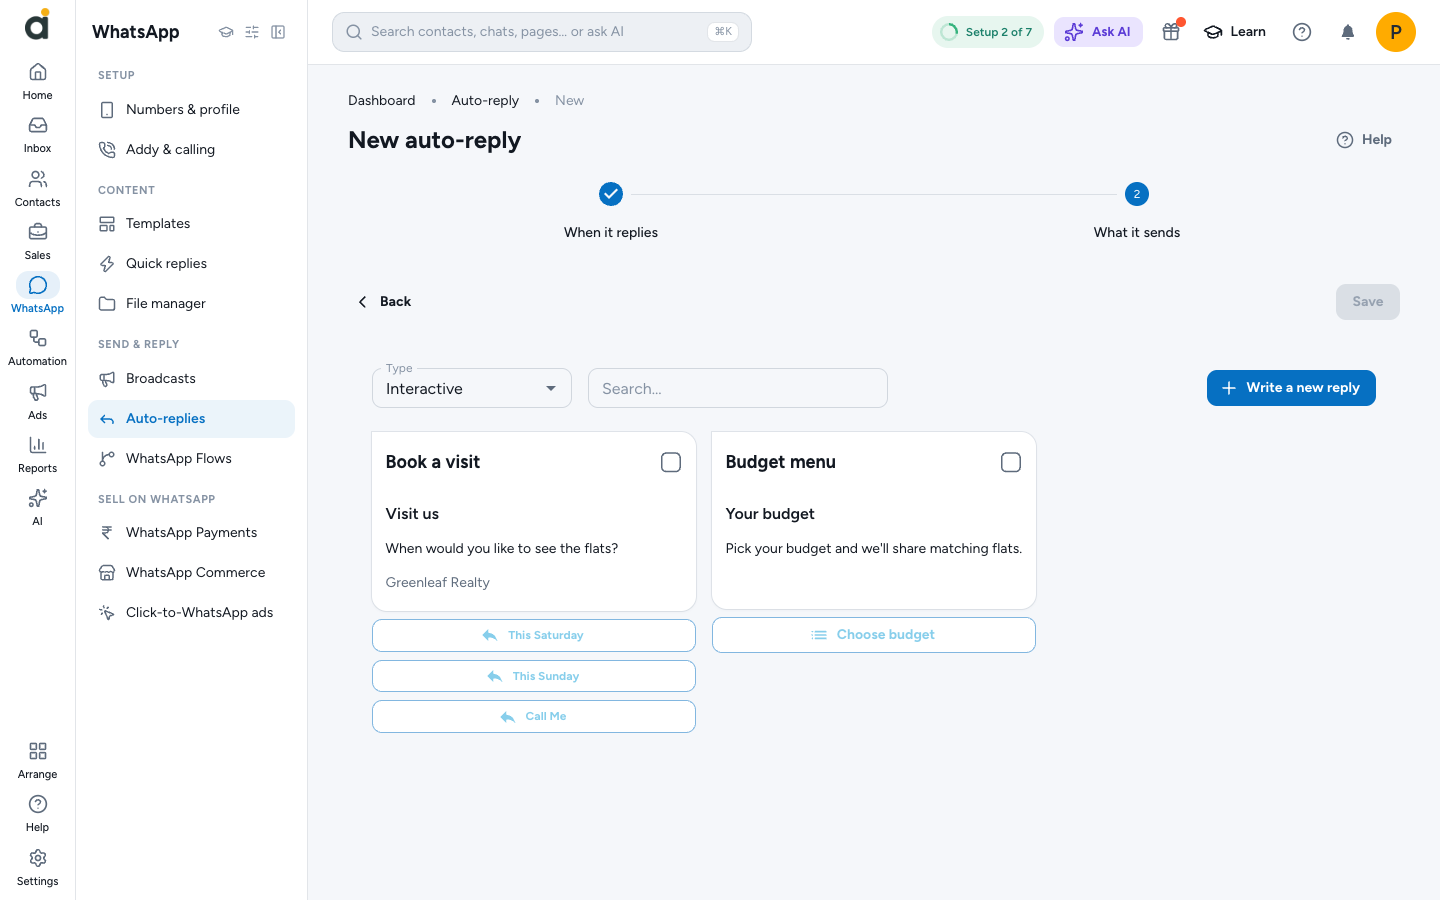 WhatsApp
Search contacts, chats, pages... or ask AI
⌘K
Setup 2 of 7
Ask AI
Learn
P
Home
Inbox
Contacts
Sales
WhatsApp
Automation
Ads
Reports
AI
Arrange
Help
Settings
SETUP
Numbers & profile
Addy & calling
CONTENT
Templates
Quick replies
File manager
SEND & REPLY
Broadcasts
Auto-replies
WhatsApp Flows
SELL ON WHATSAPP
WhatsApp Payments
WhatsApp Commerce
Click-to-WhatsApp ads
Dashboard • Auto-reply • New
New auto-reply
Help
2
When it replies
What it sends
Back
Save
Type
Interactive
Search...
Write a new reply
Book a visit
Visit us
When would you like to see the flats?
Greenleaf Realty
This Saturday
This Sunday
Call Me
Budget menu
Your budget
Pick your budget and we'll share matching flats.
Choose budget